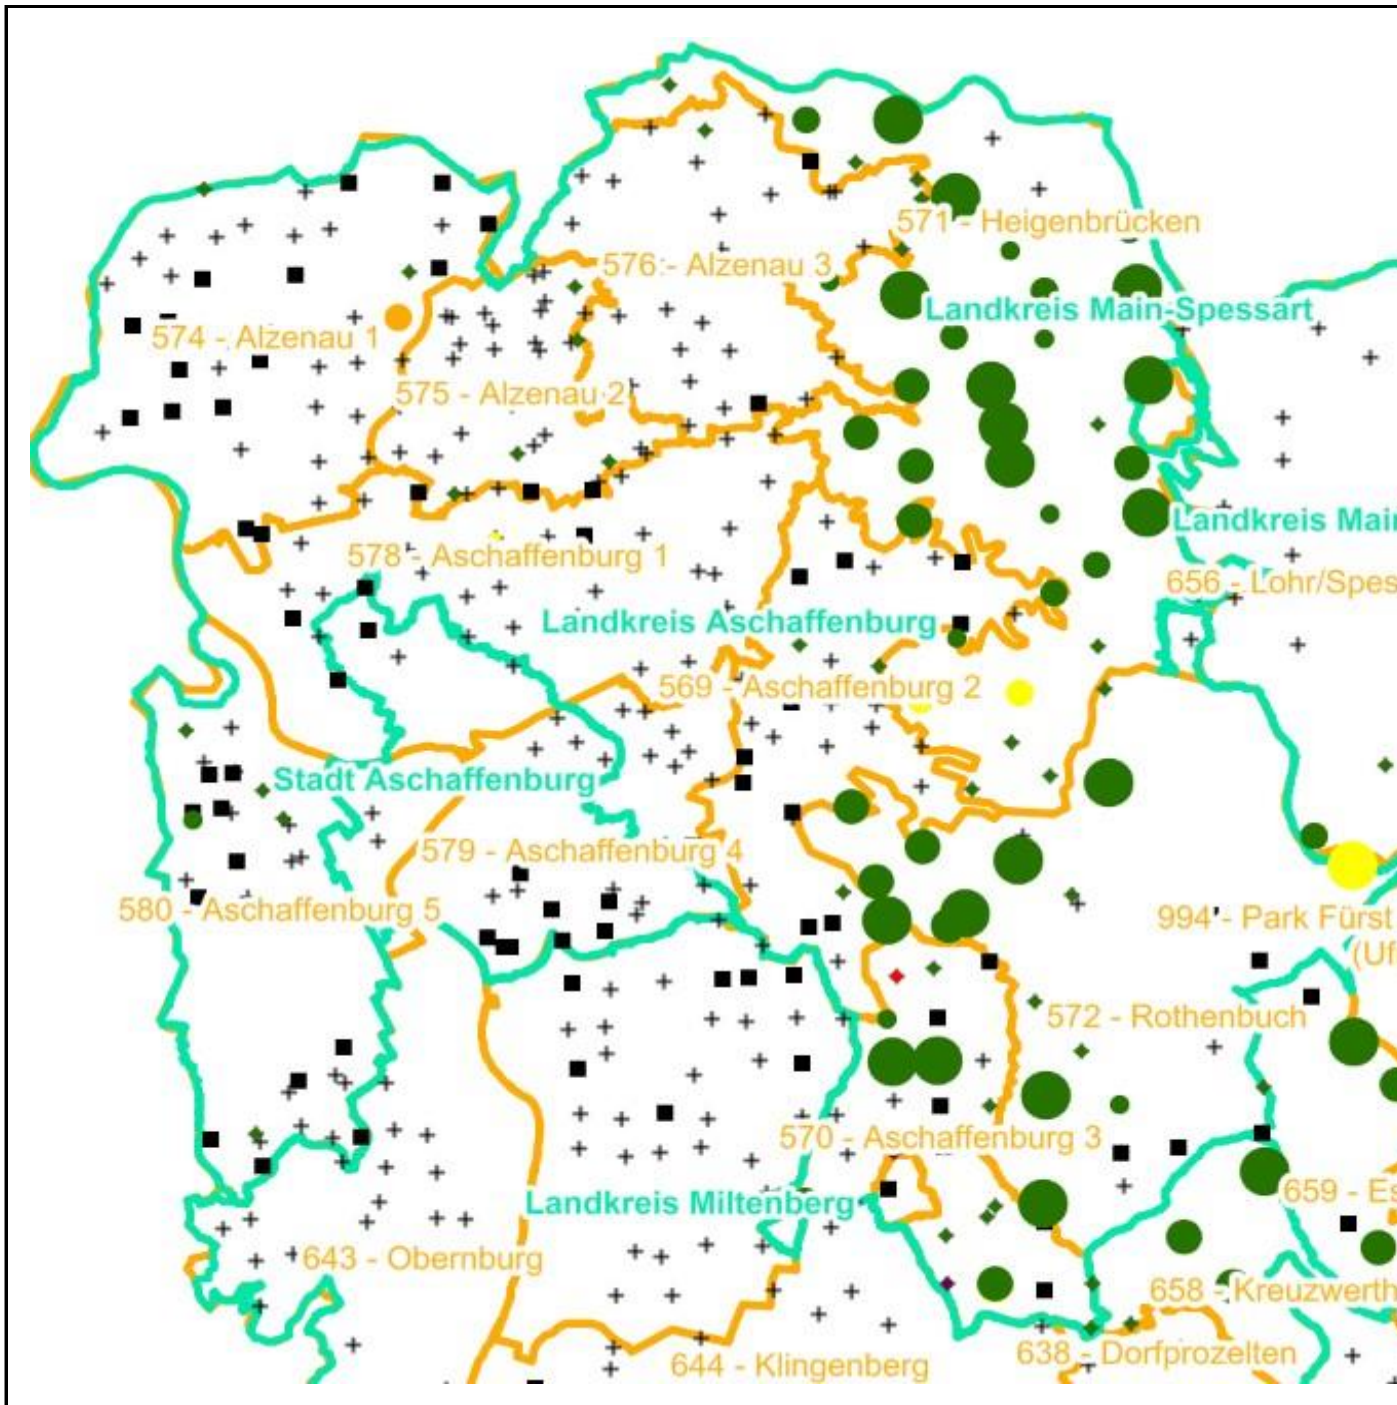 571 - Heigenbrücken
576 - Alzenau 3
Landkreis Main-Spessart
574 - Alzenau 1
575 - Alzenau 2
Landkreis Main
578 - Aschaffenburg 1
656 - Lohr/Spes
Landkreis Aschaffenburg
569 - Aschaffenburg 2
Stadt Aschaffenburg
579 - Aschaffenburg 4
580 - Aschaffenburg 5
994 - Park Fürst
(Uf
572 - Rothenbuch
570 - Aschaffenburg 3
Landkreis Miltenberg
659 - Es
643 - Obernburg
658 - Kreuzwerth
638 - Dorfprozelten
644 - Klingenberg